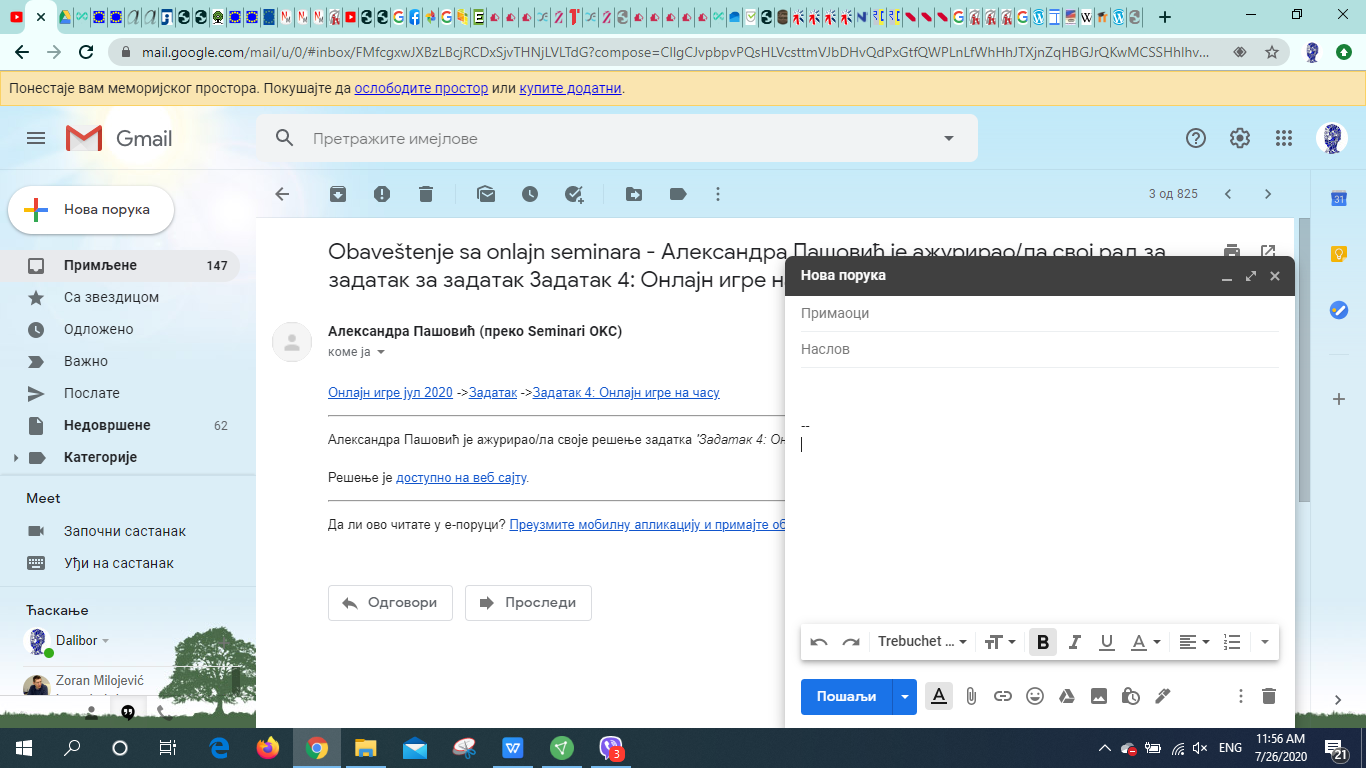 mail.google.com/mail/u/0/#inbox/FMfcgxwJXBzLBcjRCDxSjvTHNjLVLTdG?compose=CllgCJvpbpvPQsHLVcsttmVJbDHvQdPxGtfQWPLnLfWhHhJTXjnZqHBGJrQKwMCSSHhlhv...
Понестаје вам меморијског простора. Покушајте да ослободите простор или купите додатни.
Gmail
Претражите имејлове
Нова порука
3 од 825
Примљене 147
Са звездицом
Одложено
Важно
Послате
Недовршене 62
Категорије
Meet
Започни састанак
Уђи на састанак
Ћаскање
Dalibor
Zoran Milojević
Obaveštenje sa onlajn seminara - Александра Пашовић је ажурирао/ла свој рад за
задатак за задатак Задатак 4: Онлајн игре
Александра Пашовић (преко Seminari OKC)
коме ја
Онлајн игре јул 2020 ->Задатак ->Задатак 4: Онлајн игре на часу
Александра Пашовић је ажурирао/ла своје решење задатка 'Задатак 4:
Решење је доступно на веб сајту.
Да ли ово читате у е-поруци? Преузмите мобилну апликацију и примајте
Одговори
Проследи
Нова порука
Примаоци
Наслов
--
Trebuchet ...
B I U A
Пошаљи
A
31
ENG
11:56 AM
7/26/2020
3
21